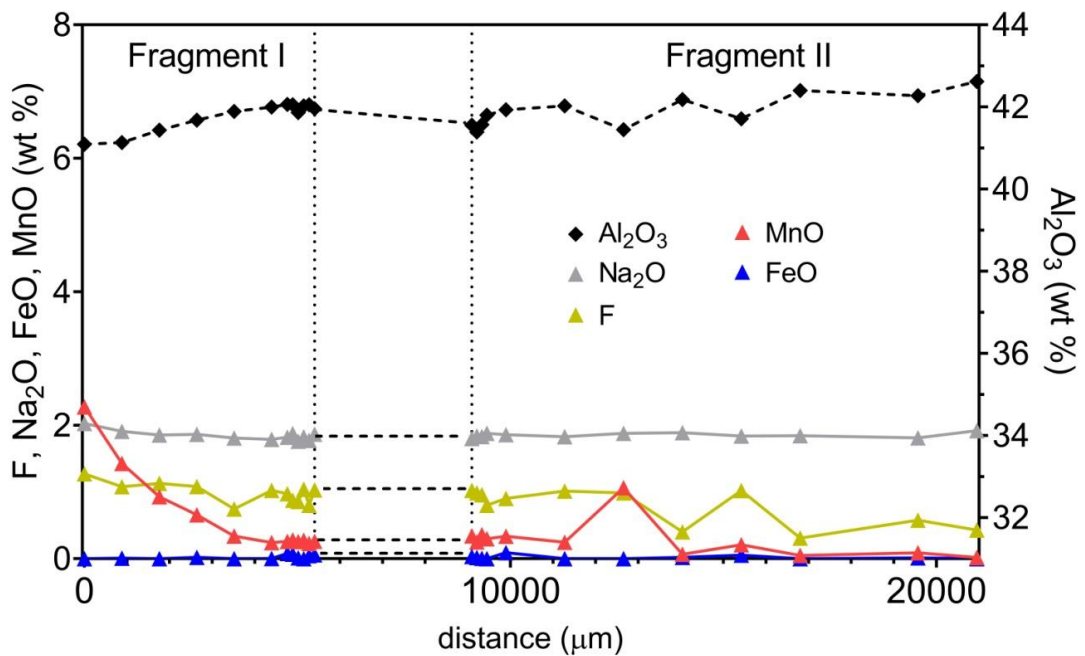 Fragment I
Fragment II
8
6
4
2
0
F, Na₂O, FeO, MnO (wt %)
44
42
40
38
36
34
32
Al₂O₃ (wt %)
Al₂O₃
MnO
Na₂O
FeO
F
0
10000
20000
distance (μm)